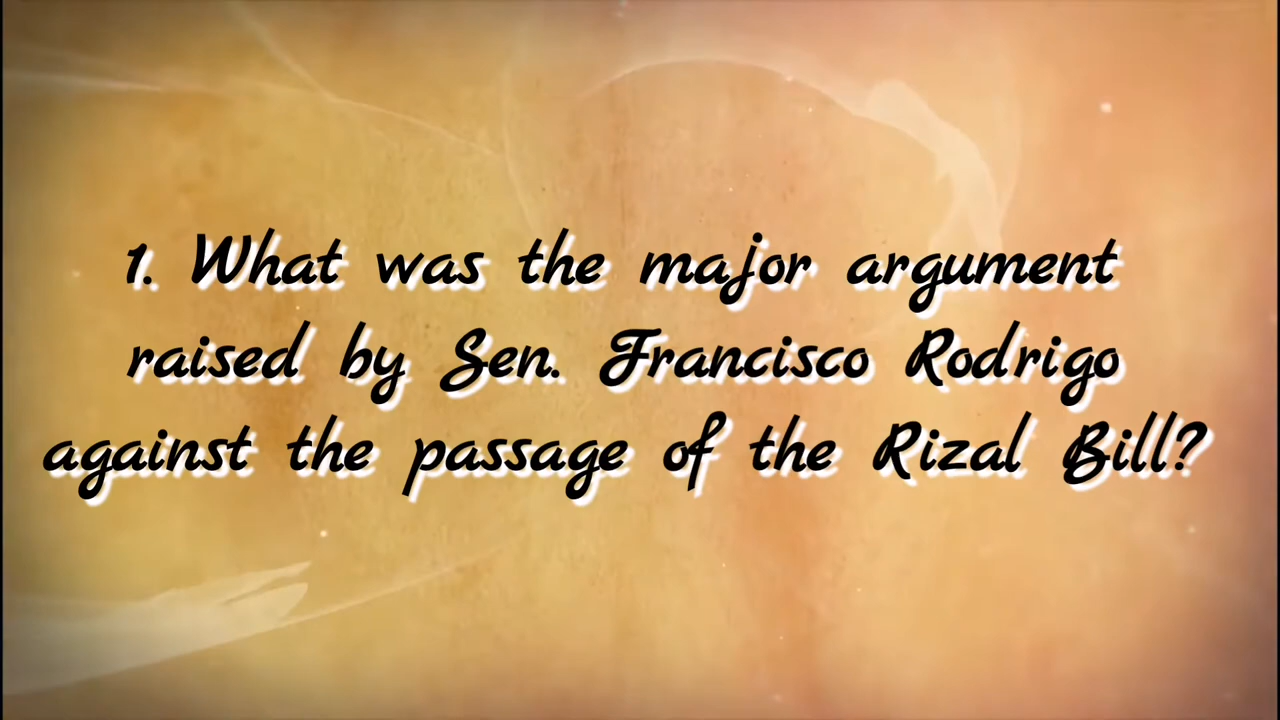 1. What was the major argument
raised by Sen. Francisco Rodrigo
against the passage of the Rizal Bill?